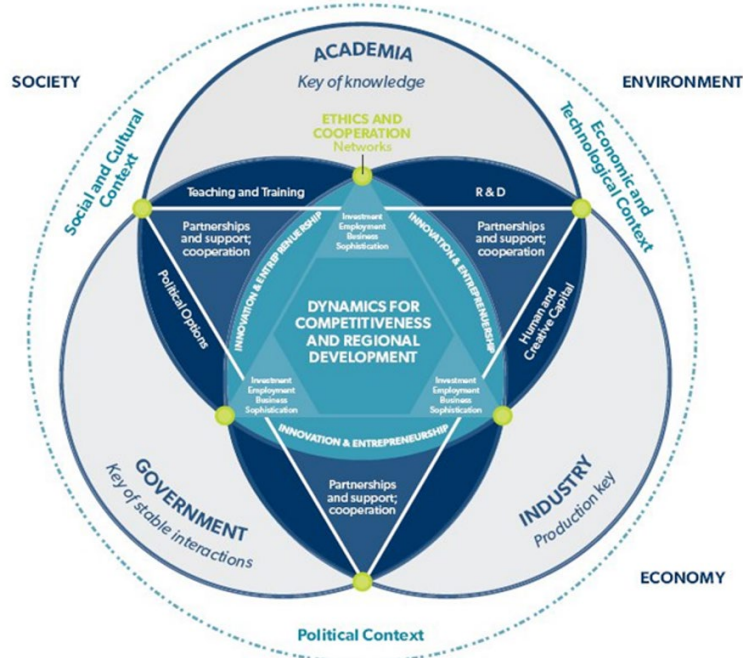 ACADEMIA
Key of knowledge
SOCIETY
ENVIRONMENT
Social and Cultural
Context
Economic and
Technological Context
ETHICS AND
COOPERATION
Networks
Teaching and Training
R & D
Partnerships
and support;
cooperation
Investment
Employment
Business
Sophistication
Partnerships
and support;
cooperation
INNOVATION & ENTREPRENUERSHIP
INNOVATION & ENTREPRENUERSHIP
Political Options
Human and
Creative Capital
DYNAMICS FOR
COMPETITIVENESS
AND REGIONAL
DEVELOPMENT
Investment
Employment
Business
Sophistication
Investment
Employment
Business
Sophistication
INNOVATION & ENTREPRENEURSHIP
GOVERNMENT
Key of stable interactions
Partnerships
and support;
cooperation
INDUSTRY
Production key
ECONOMY
Political Context